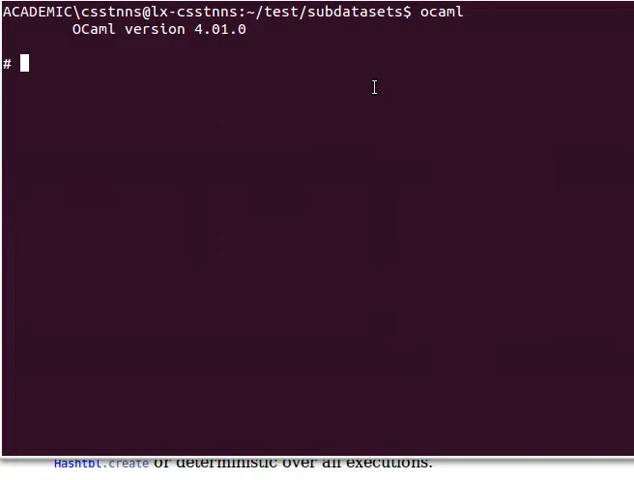 ACADEMIC\csstnns@lx-csstnns:~/test/subdatasets$ ocaml
OCaml version 4.01.0
#
Hashtbl.create or deterministic over all executions.